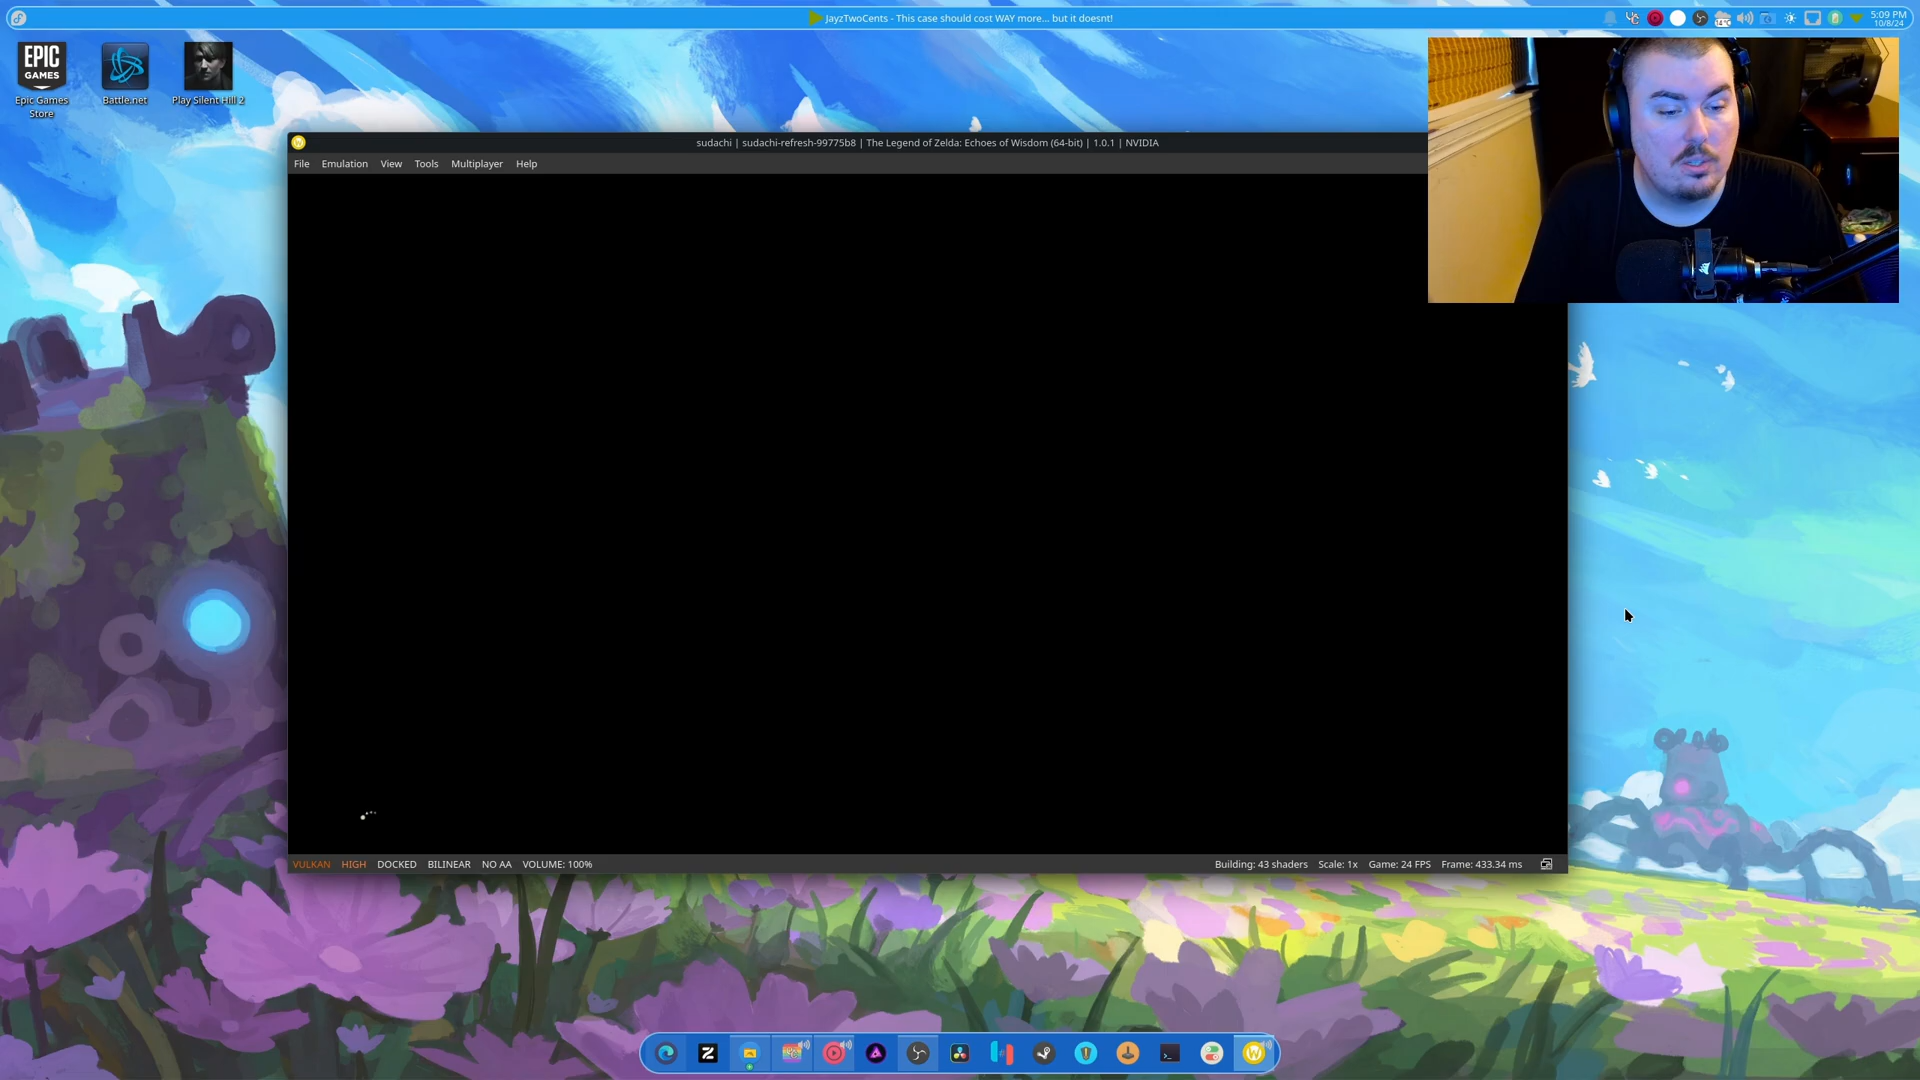 JayzTwoCents - This case should cost WAY more... but it doesnt!
5:09 PM
10/8/24
EPIC
GAMES
Epic Games
Store
Battle.net
Play Silent Hill 2
sudachi | sudachi-refresh-99775b8 | The Legend of Zelda: Echoes of Wisdom (64-bit) | 1.0.1 | NVIDIA
File Emulation View Tools Multiplayer Help
VULKAN HIGH DOCKED BILINEAR NO AA VOLUME: 100% Building: 43 shaders Scale: 1x Game: 24 FPS Frame: 433.34 ms